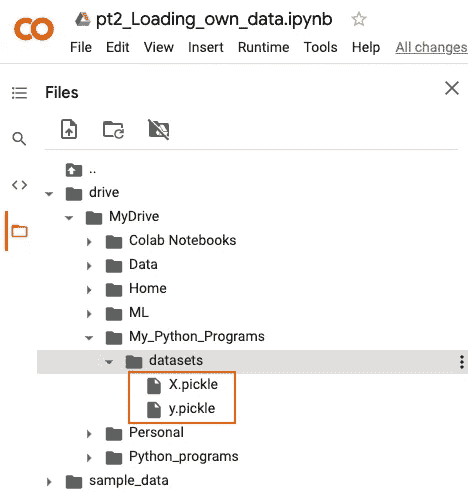 pt2_Loading_own_data.ipynb
File Edit View Insert Runtime Tools Help All changes
Files
..
drive
MyDrive
Colab Notebooks
Data
Home
ML
My_Python_Programs
datasets
X.pickle
y.pickle
Personal
Python_programs
sample_data